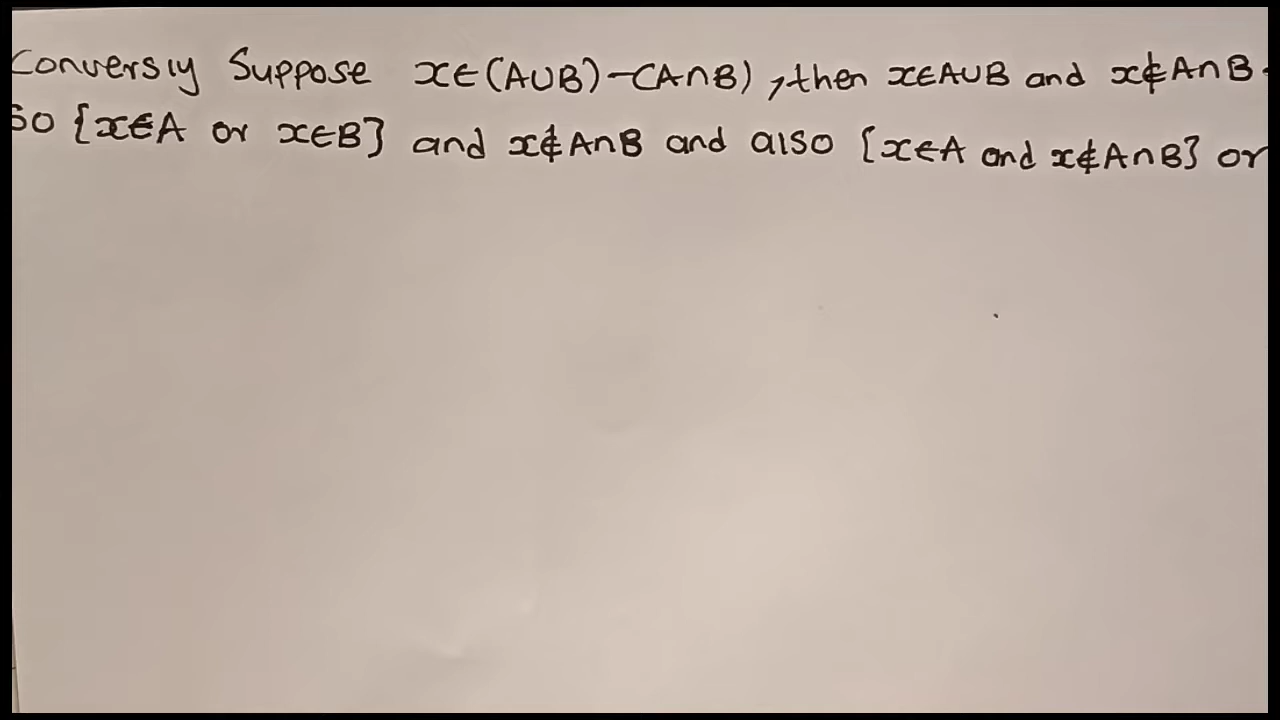 Conversly Suppose x∈(A∪B)-(A∩B), then x∈A∪B and x∉A∩B.
So {x∈A or x∈B} and x∉A∩B and also {x∈A and x∉A∩B} or